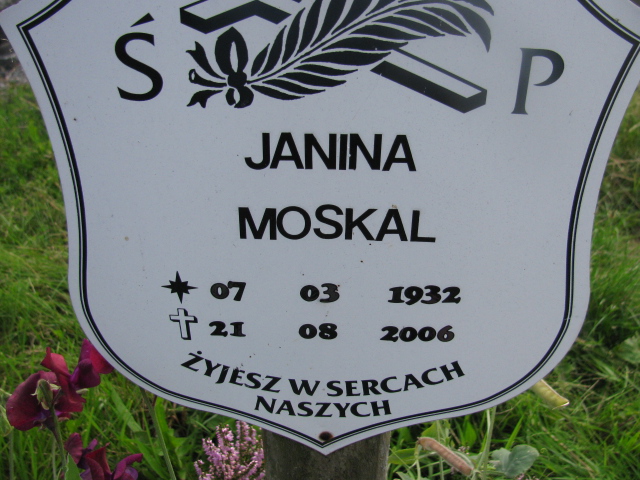 Ś P
JANINA
MOSKAL
07 03 1932
21 08 2006
ŻYJESZ W SERCACH
NASZYCH